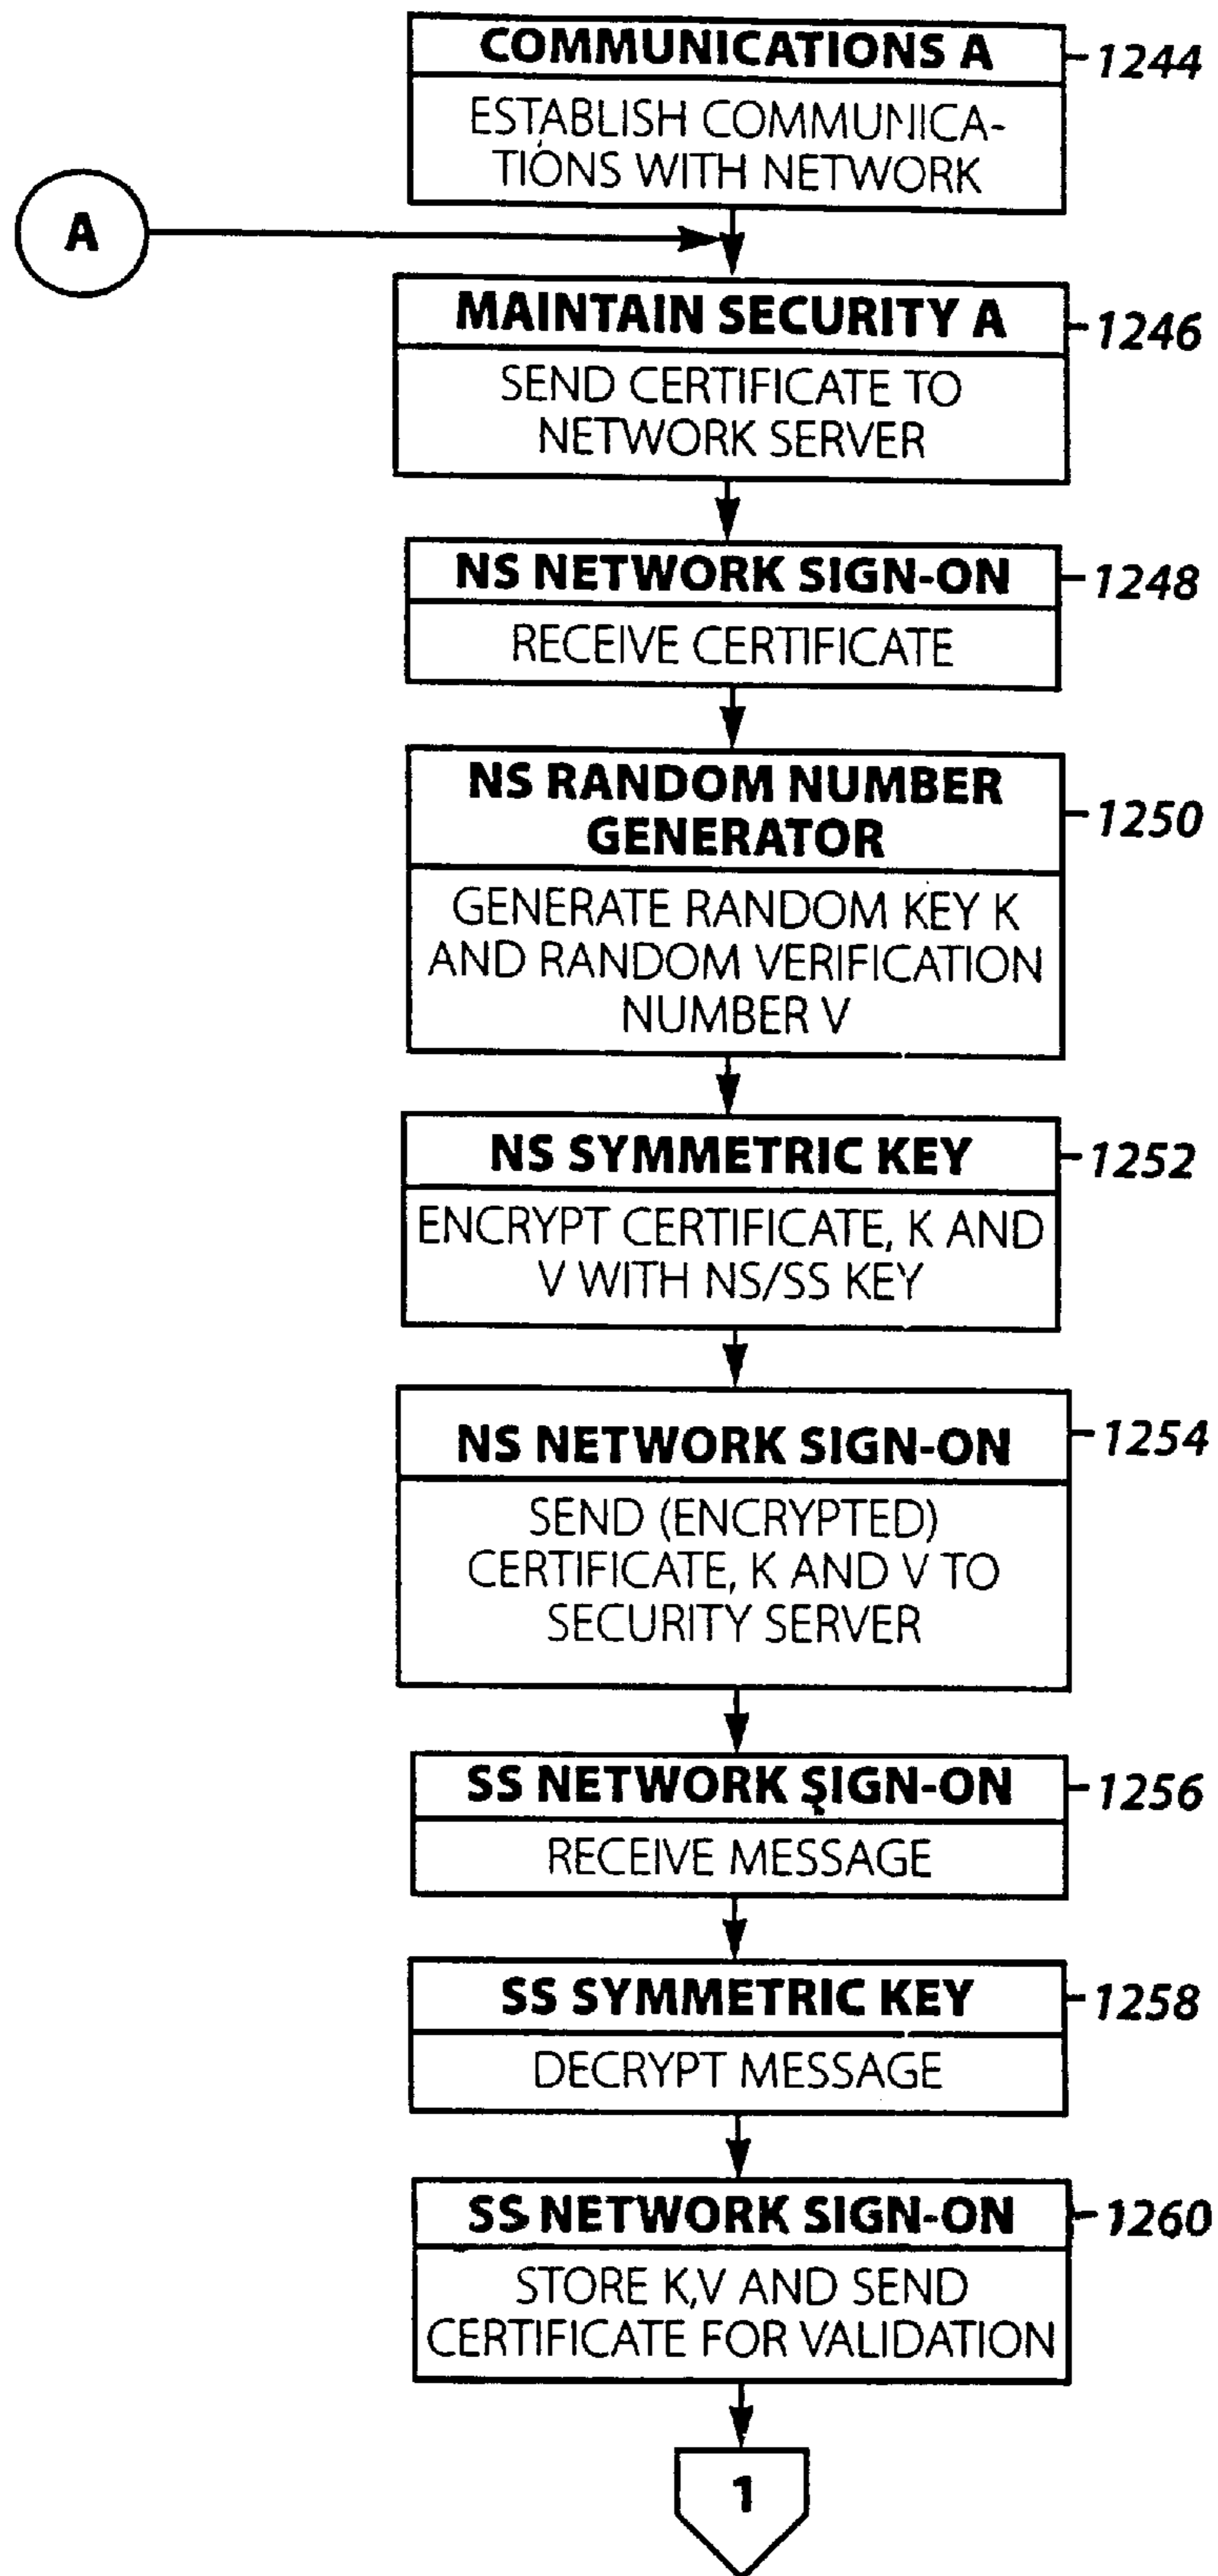 COMMUNICATIONS A
1244
ESTABLISH COMMUNICA-
TIONS WITH NETWORK
A
MAINTAIN SECURITY A
1246
SEND CERTIFICATE TO
NETWORK SERVER
NS NETWORK SIGN-ON
1248
RECEIVE CERTIFICATE
NS RANDOM NUMBER
GENERATOR
1250
GENERATE RANDOM KEY K
AND RANDOM VERIFICATION
NUMBER V
NS SYMMETRIC KEY
1252
ENCRYPT CERTIFICATE, K AND
V WITH NS/SS KEY
NS NETWORK SIGN-ON
1254
SEND (ENCRYPTED)
CERTIFICATE, K AND V TO
SECURITY SERVER
SS NETWORK SIGN-ON
1256
RECEIVE MESSAGE
SS SYMMETRIC KEY
1258
DECRYPT MESSAGE
SS NETWORK SIGN-ON
1260
STORE K,V AND SEND
CERTIFICATE FOR VALIDATION
1